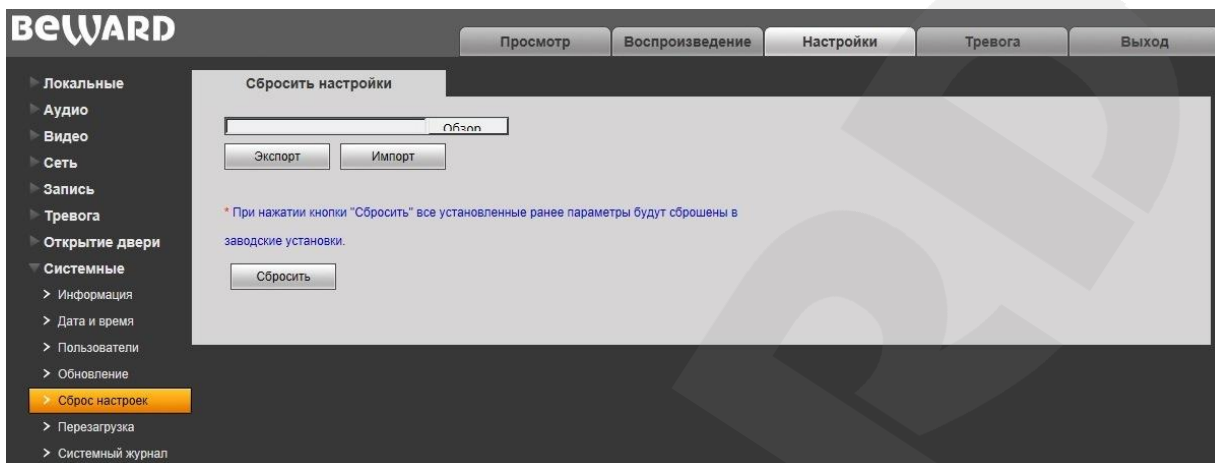 BEWARD
Просмотр
Воспроизведение
Настройки
Тревога
Выход
Локальные
Аудио
Видео
Сеть
Запись
Тревога
Открытие двери
Системные
> Информация
> Дата и время
> Пользователи
> Обновление
> Сброс настроек
> Перезагрузка
> Системный журнал
Сбросить настройки
Обзор
Экспорт
Импорт
* При нажатии кнопки "Сбросить" все установленные ранее параметры будут сброшены в
заводские установки.
Сбросить